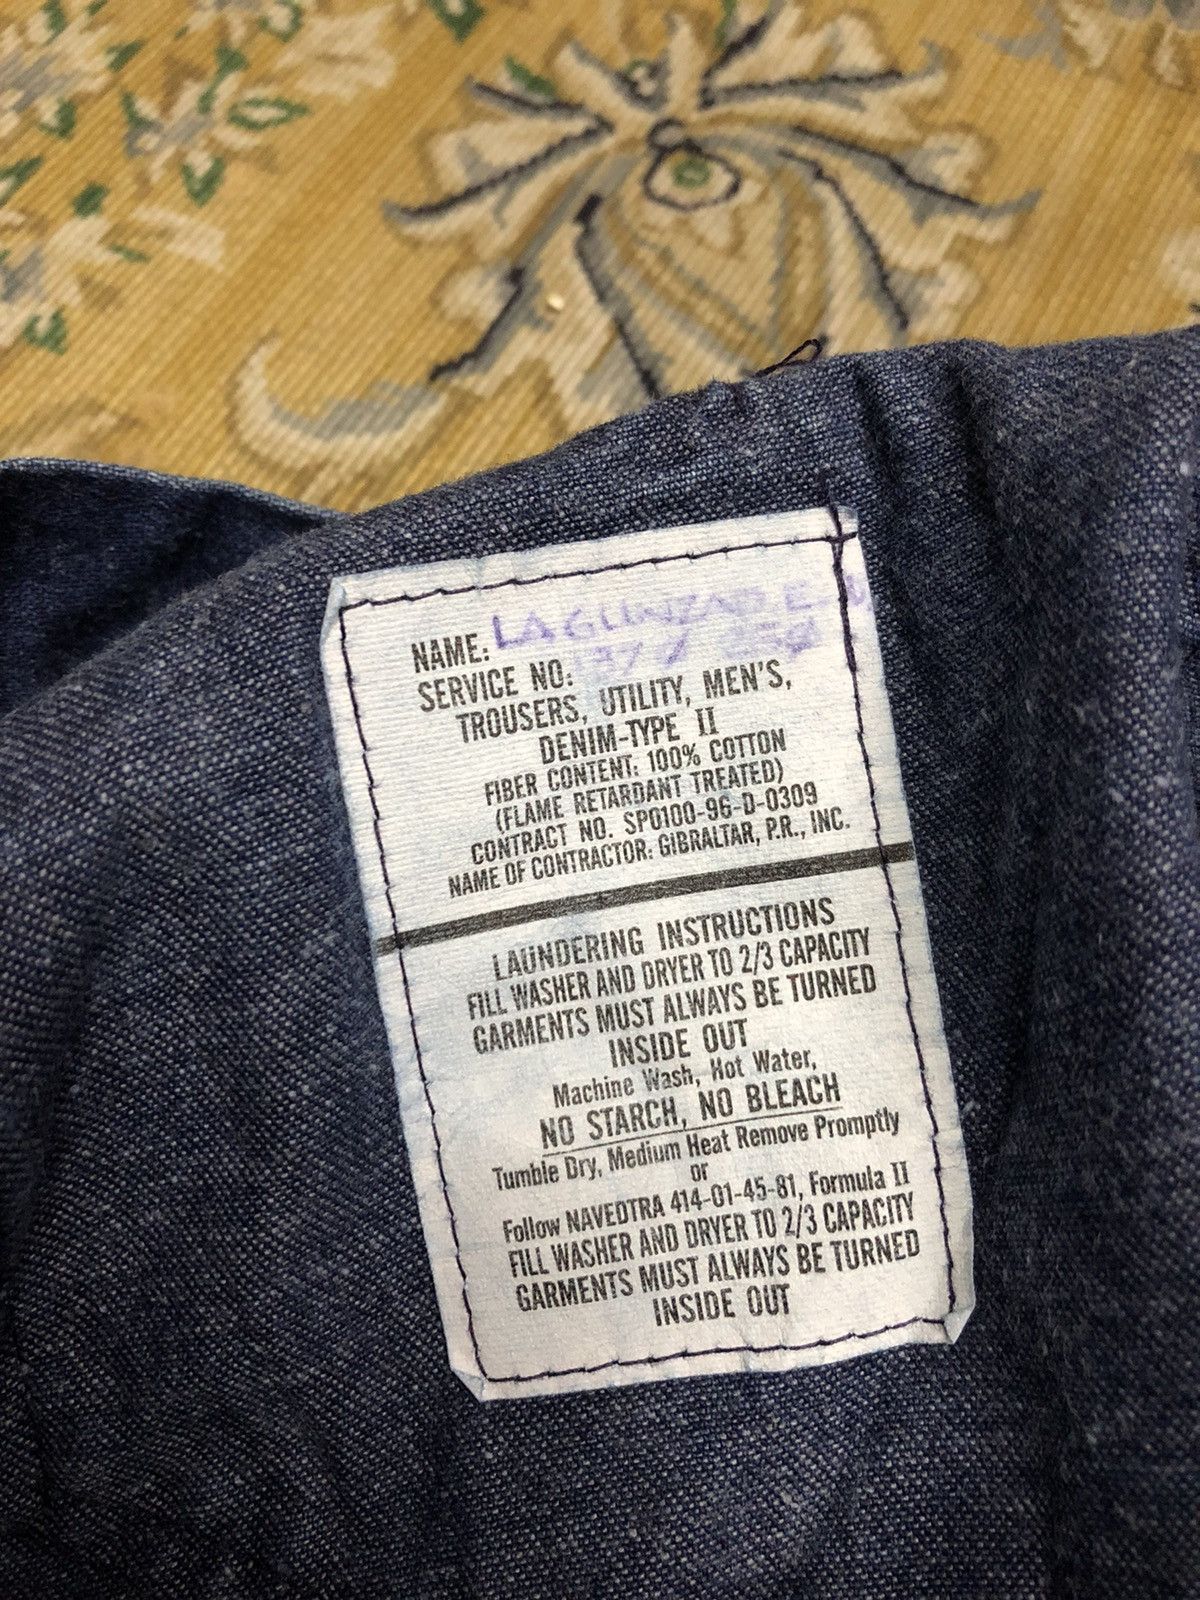 NAME:
SERVICE NO:
TROUSERS, UTILITY, MEN'S,
DENIM-TYPE II
FIBER CONTENT: 100% COTTON
(FLAME RETARDANT TREATED)
CONTRACT NO. SPO100-96-D-0309
NAME OF CONTRACTOR: GIBRALTAR, P.R., INC.
LAUNDERING INSTRUCTIONS
FILL WASHER AND DRYER TO 2/3 CAPACITY
GARMENTS MUST ALWAYS BE TURNED
INSIDE OUT
Machine Wash, Hot Water,
NO STARCH, NO BLEACH
Tumble Dry, Medium Heat Remove Promptly
or
Follow NAVEDTRA 414-01-45-81, Formula II
FILL WASHER AND DRYER TO 2/3 CAPACITY
GARMENTS MUST ALWAYS BE TURNED
INSIDE OUT